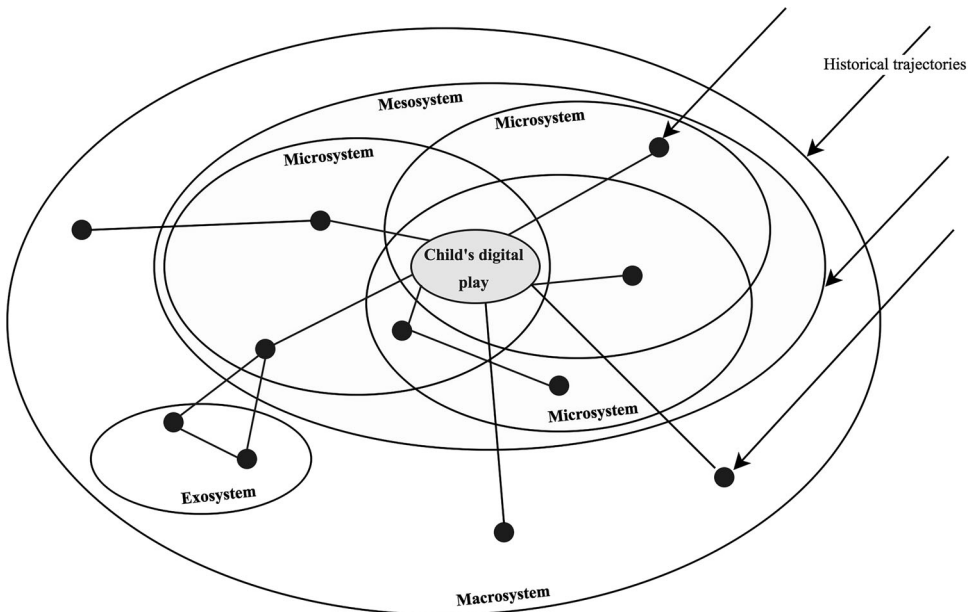 Historical trajectories
Mesosystem
Microsystem
Microsystem
Child's digital
play
Microsystem
Exosystem
Macrosystem